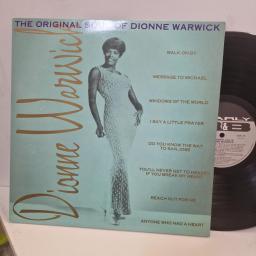 THE ORIGINAL SOUL OF DIONNE WARWICK
Dionne Warwick
WALK ON BY
MESSAGE TO MICHAEL
WINDOWS OF THE WORLD
I SAY A LITTLE PRAYER
DO YOU KNOW THE WAY
TO SAN JOSE
YOU'LL NEVER GET TO HEAVEN
IF YOU BREAK MY HEART
REACH OUT FOR ME
ANYONE WHO HAD A HEART